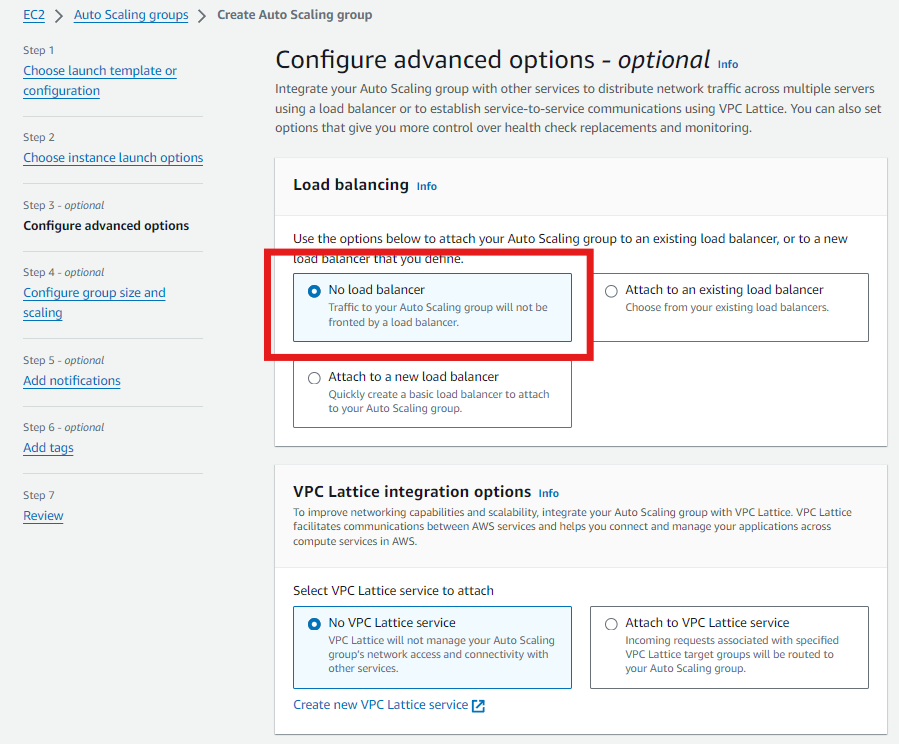 EC2 > Auto Scaling groups > Create Auto Scaling group
Step 1
Choose launch template or
configuration
Step 2
Choose instance launch options
Step 3 - optional
Configure advanced options
Step 4 - optional
Configure group size and
scaling
Step 5 - optional
Add notifications
Step 6 - optional
Add tags
Step 7
Review
Configure advanced options - optional Info
Integrate your Auto Scaling group with other services to distribute network traffic across multiple servers
using a load balancer or to establish service-to-service communications using VPC Lattice. You can also set
options that give you more control over health check replacements and monitoring.
Load balancing Info
Use the options below to attach your Auto Scaling group to an existing load balancer, or to a new
load balancer that you define.
No load balancer
Traffic to your Auto Scaling group will not be
fronted by a load balancer.
Attach to an existing load balancer
Choose from your existing load balancers.
Attach to a new load balancer
Quickly create a basic load balancer to attach
to your Auto Scaling group.
VPC Lattice integration options Info
To improve networking capabilities and scalability, integrate your Auto Scaling group with VPC Lattice. VPC Lattice
facilitates communications between AWS services and helps you connect and manage your applications across
compute services in AWS.
Select VPC Lattice service to attach
No VPC Lattice service
VPC Lattice will not manage your Auto Scaling
group's network access and connectivity with
other services.
Attach to VPC Lattice service
Incoming requests associated with specified
VPC Lattice target groups will be routed to
your Auto Scaling group.
Create new VPC Lattice service